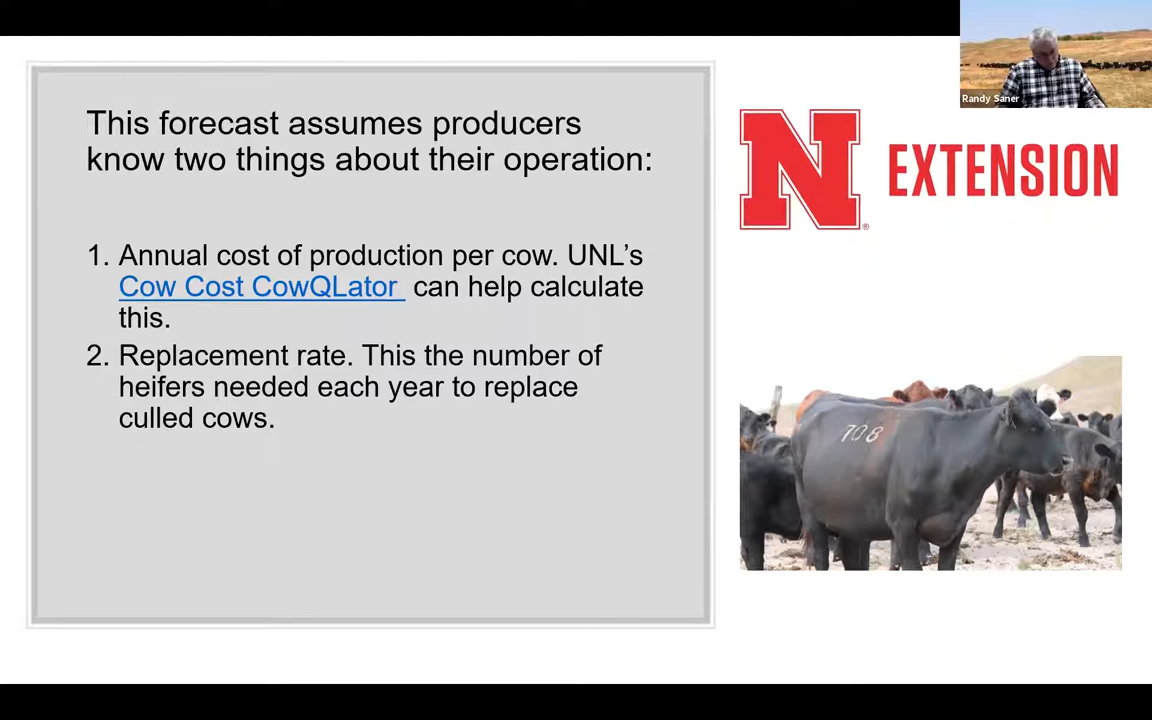 Randy Saner
This forecast assumes producers
know two things about their operation:
1. Annual cost of production per cow. UNL’s
Cow Cost CowQLator can help calculate
this.
2. Replacement rate. This the number of
heifers needed each year to replace
culled cows.
N EXTENSION
®
708